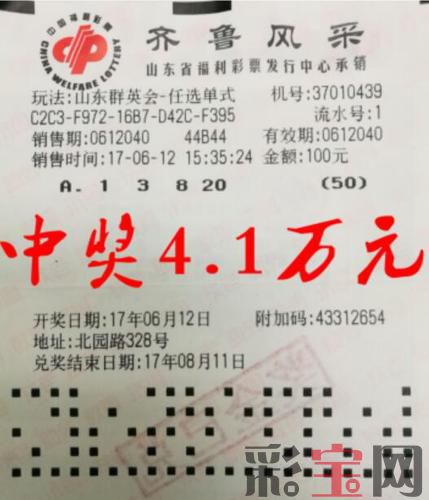 中国福利彩票
CHINA WELFARE LOTTERY
齐鲁风采
山东省福利彩票发行中心承销
玩法:山东群英会-任选单式 机号:37010439
C2C3-F972-16B7-D42C-F395 流水号:1
销售期:0612040 44B44 有效期:0612040
销售时间:17-06-12 15:35:24 金额:100元
A. 1 3 8 20 (50)
中奖4.1万元
开奖日期:17年06月12日 附加码:43312654
地址:北园路328号
兑奖结束日期:17年08月11日
彩宝网